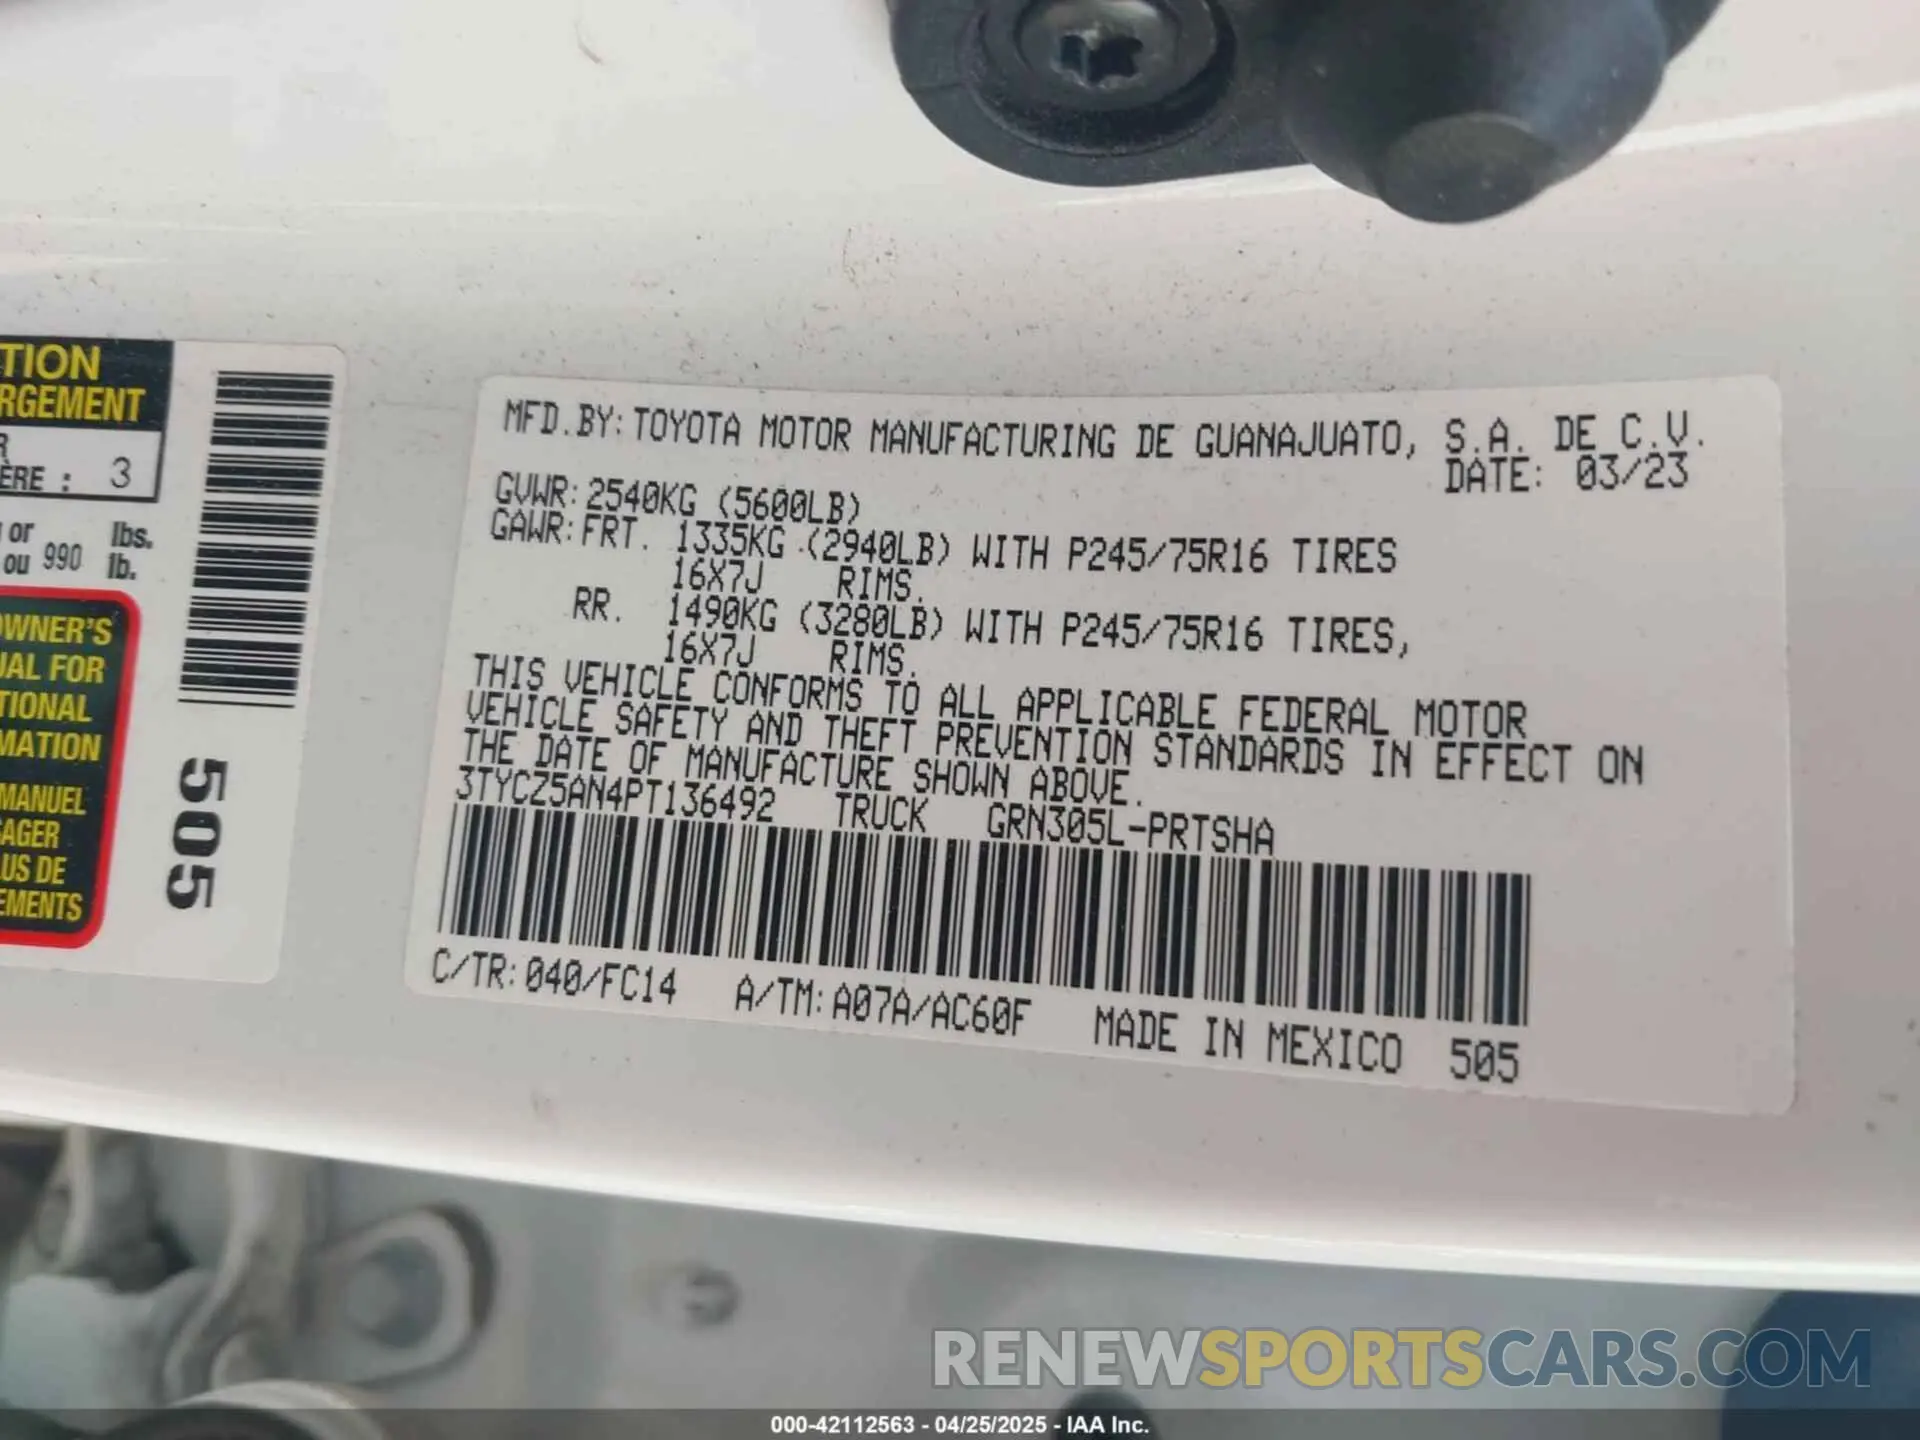 TION
RGEMENT
R
ÈRE : 3
or lbs.
ou 990 lb.
OWNER'S
UAL FOR
TIONAL
MATION
MANUEL
AGER
LUS DE
EMENTS
505
MFD.BY:TOYOTA MOTOR MANUFACTURING DE GUANAJUATO, S.A. DE C.V.
DATE: 03/23
GVWR:2540KG (5600LB)
GAWR:FRT. 1335KG (2940LB) WITH P245/75R16 TIRES
16X7J RIMS.
RR. 1490KG (3280LB) WITH P245/75R16 TIRES,
16X7J RIMS.
THIS VEHICLE CONFORMS TO ALL APPLICABLE FEDERAL MOTOR
VEHICLE SAFETY AND THEFT PREVENTION STANDARDS IN EFFECT ON
THE DATE OF MANUFACTURE SHOWN ABOVE.
3TYCZ5AN4PT136492 TRUCK GRN305L-PRTSHA
C/TR:040/FC14 A/TM:A07A/AC60F MADE IN MEXICO 505
RENEWSPORTSCARS.COM
000-42112563 - 04/25/2025 - IAA Inc.